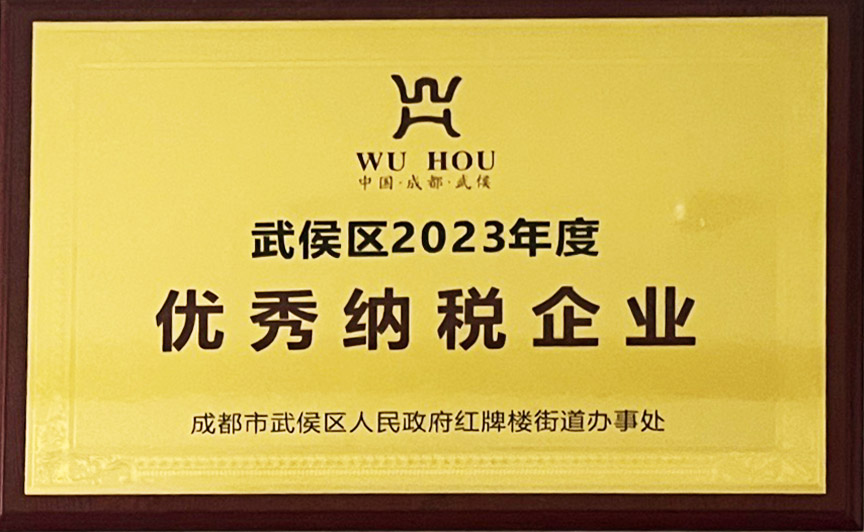 WU HOU
中国·成都·武侯
武侯区2023年度
优秀纳税企业
成都市武侯区人民政府红牌楼街道办事处